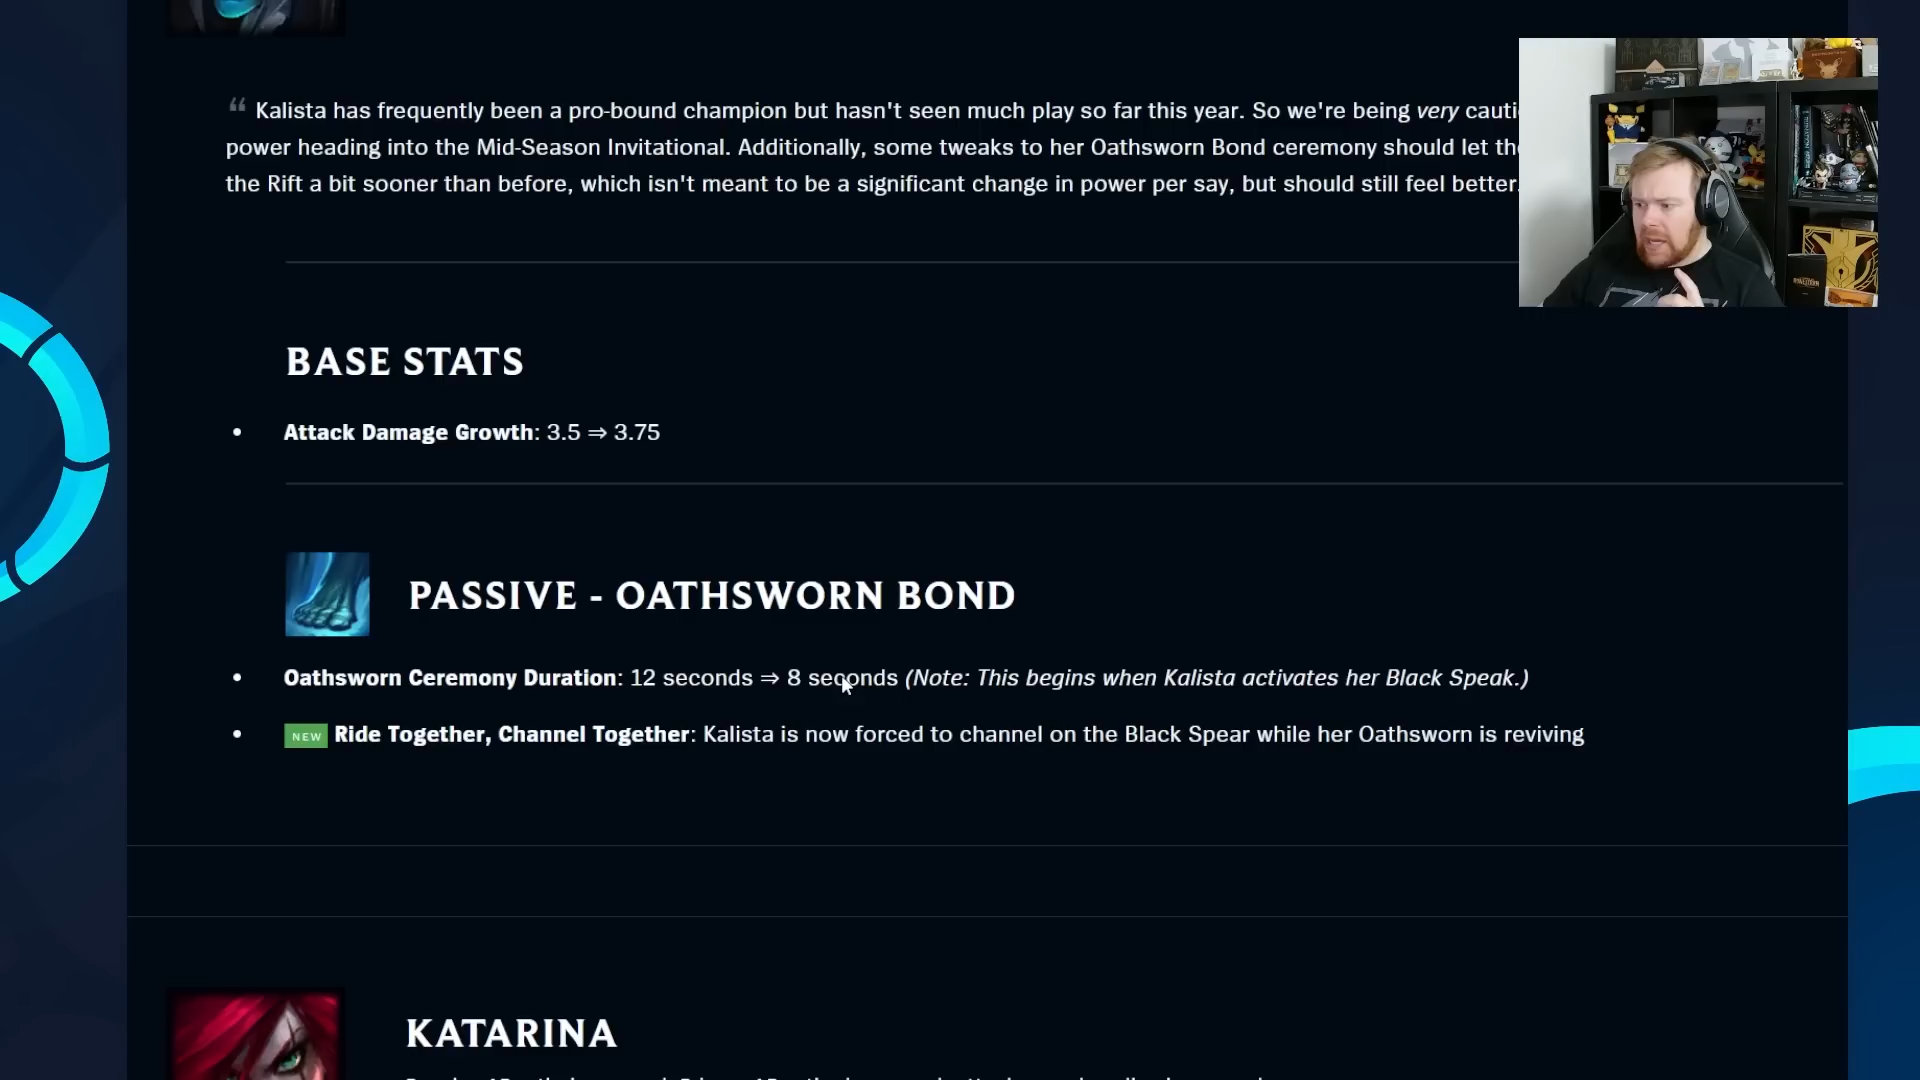 “ Kalista has frequently been a pro-bound champion but hasn't seen much play so far this year. So we're being very
power heading into the Mid-Season Invitational. Additionally, some tweaks to her Oathsworn Bond ceremony should let
the Rift a bit sooner than before, which isn't meant to be a significant change in power per say, but should still feel better.
BASE STATS
• Attack Damage Growth: 3.5 ⇒ 3.75
PASSIVE - OATHSWORN BOND
• Oathsworn Ceremony Duration: 12 seconds ⇒ 8 seconds (Note: This begins when Kalista activates her Black Speak.)
• NEW Ride Together, Channel Together: Kalista is now forced to channel on the Black Spear while her Oathsworn is reviving
KATARINA